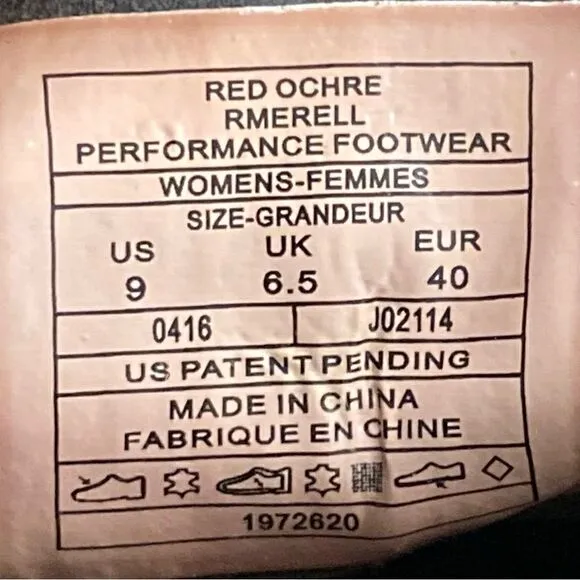 RED OCHRE
RMERELL
PERFORMANCE FOOTWEAR
WOMENS-FEMMES
SIZE-GRANDEUR
US UK EUR
9 6.5 40
0416 J02114
US PATENT PENDING
MADE IN CHINA
FABRIQUE EN CHINE
1972620